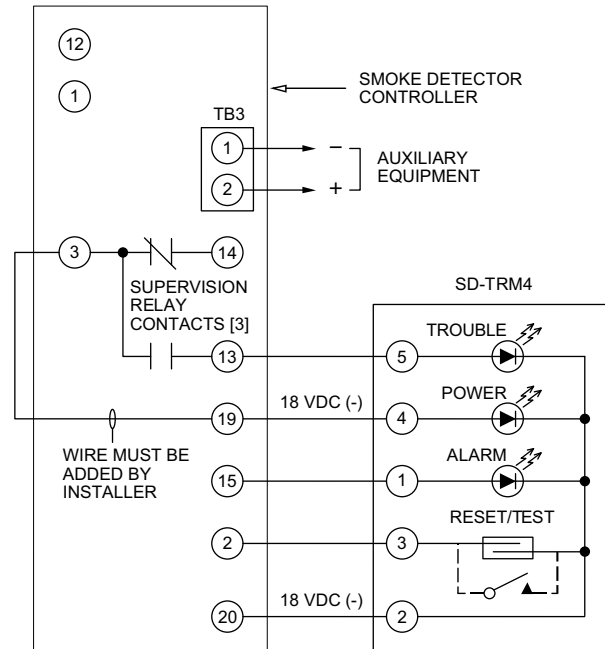 12
1
SMOKE DETECTOR
CONTROLLER
TB3
1
−
2
+
AUXILIARY
EQUIPMENT
3
14
SUPERVISION
RELAY
CONTACTS [3]
13
SD-TRM4
5
TROUBLE
19
18 VDC (-)
4
POWER
WIRE MUST BE
ADDED BY
INSTALLER
15
1
ALARM
2
3
RESET/TEST
20
18 VDC (-)
2